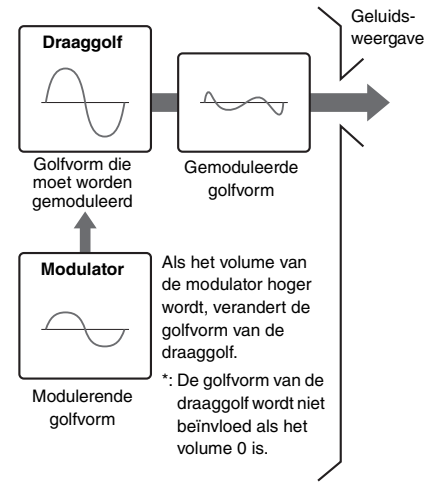 Geluids-
weergave
Draaggolf
Golfvorm die
moet worden
gemoduleerd
Gemoduleerde
golfvorm
Modulator
Modulerende
golfvorm
Als het volume van
de modulator hoger
wordt, verandert de
golfvorm van de
draaggolf.
*: De golfvorm van de
draaggolf wordt niet
beïnvloed als het
volume 0 is.